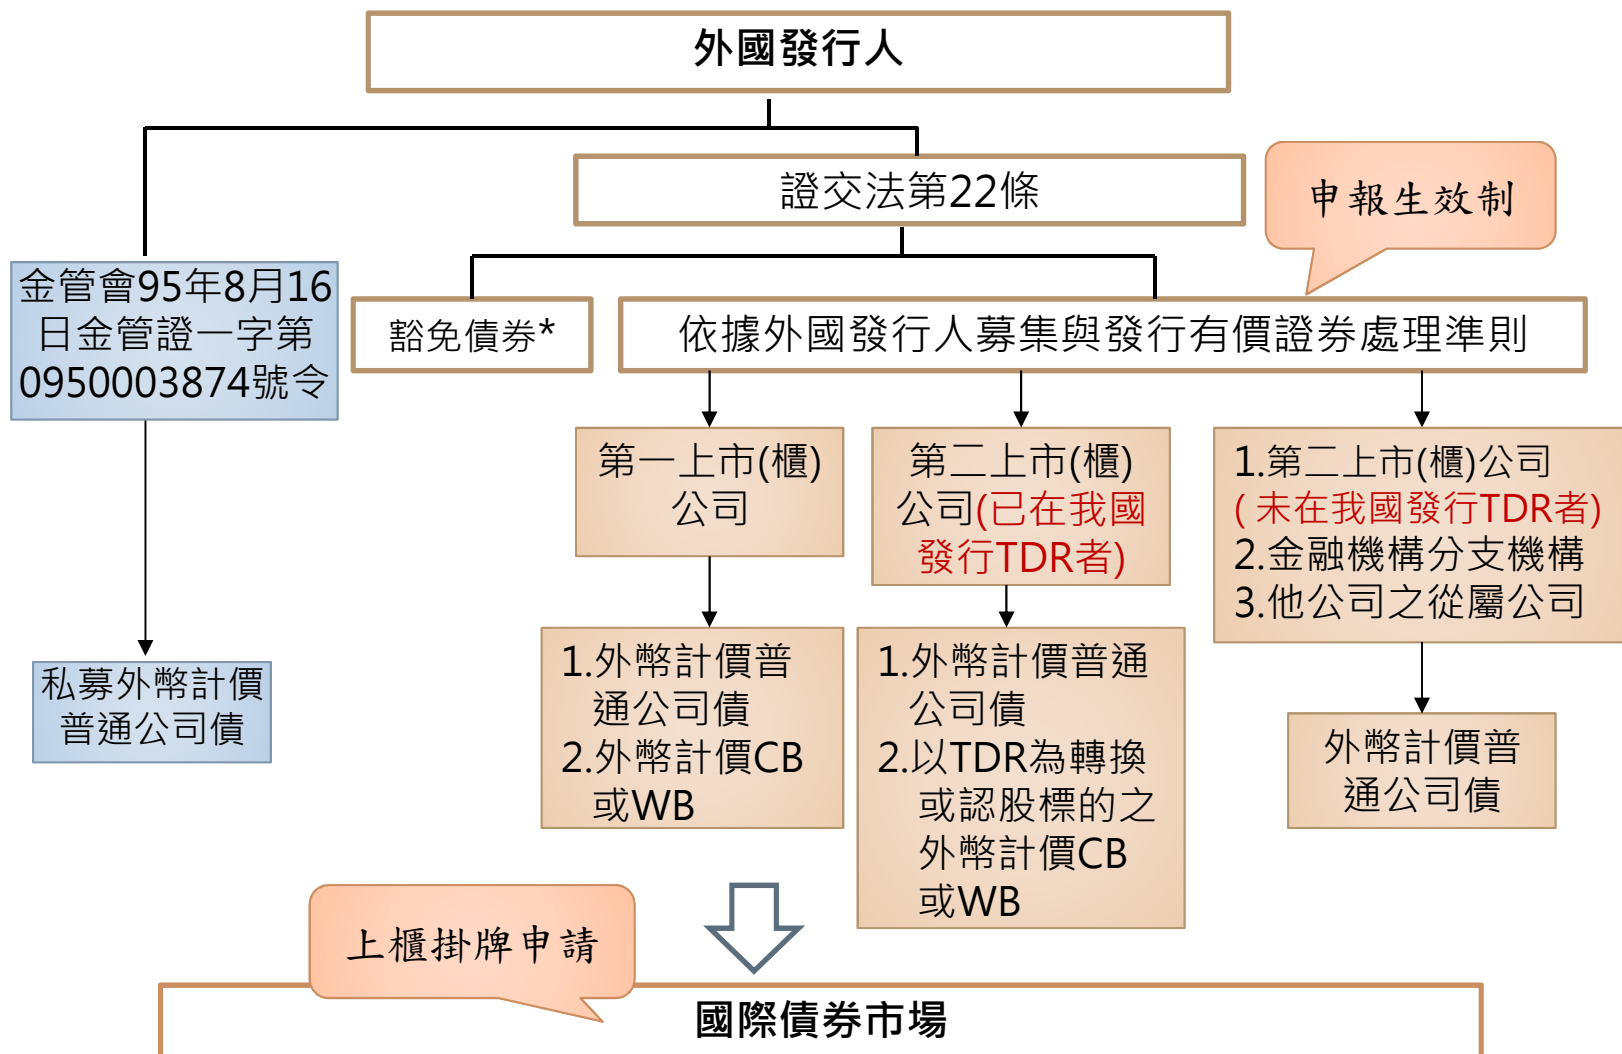 外國發行人
證交法第22條
申報生效制
金管會95年8月16
日金管證一字第
0950003874號令
豁免債券*
依據外國發行人募集與發行有價證券處理準則
第一上市(櫃)
公司
第二上市(櫃)
公司(已在我國
發行TDR者)
1.第二上市(櫃)公司
( 未在我國發行TDR者)
2.金融機構分支機構
3.他公司之從屬公司
私募外幣計價
普通公司債
1.外幣計價普
通公司債
2.外幣計價CB
或WB
1.外幣計價普通
公司債
2.以TDR為轉換
或認股標的之
外幣計價CB
或WB
外幣計價普
通公司債
上櫃掛牌申請
國際債券市場